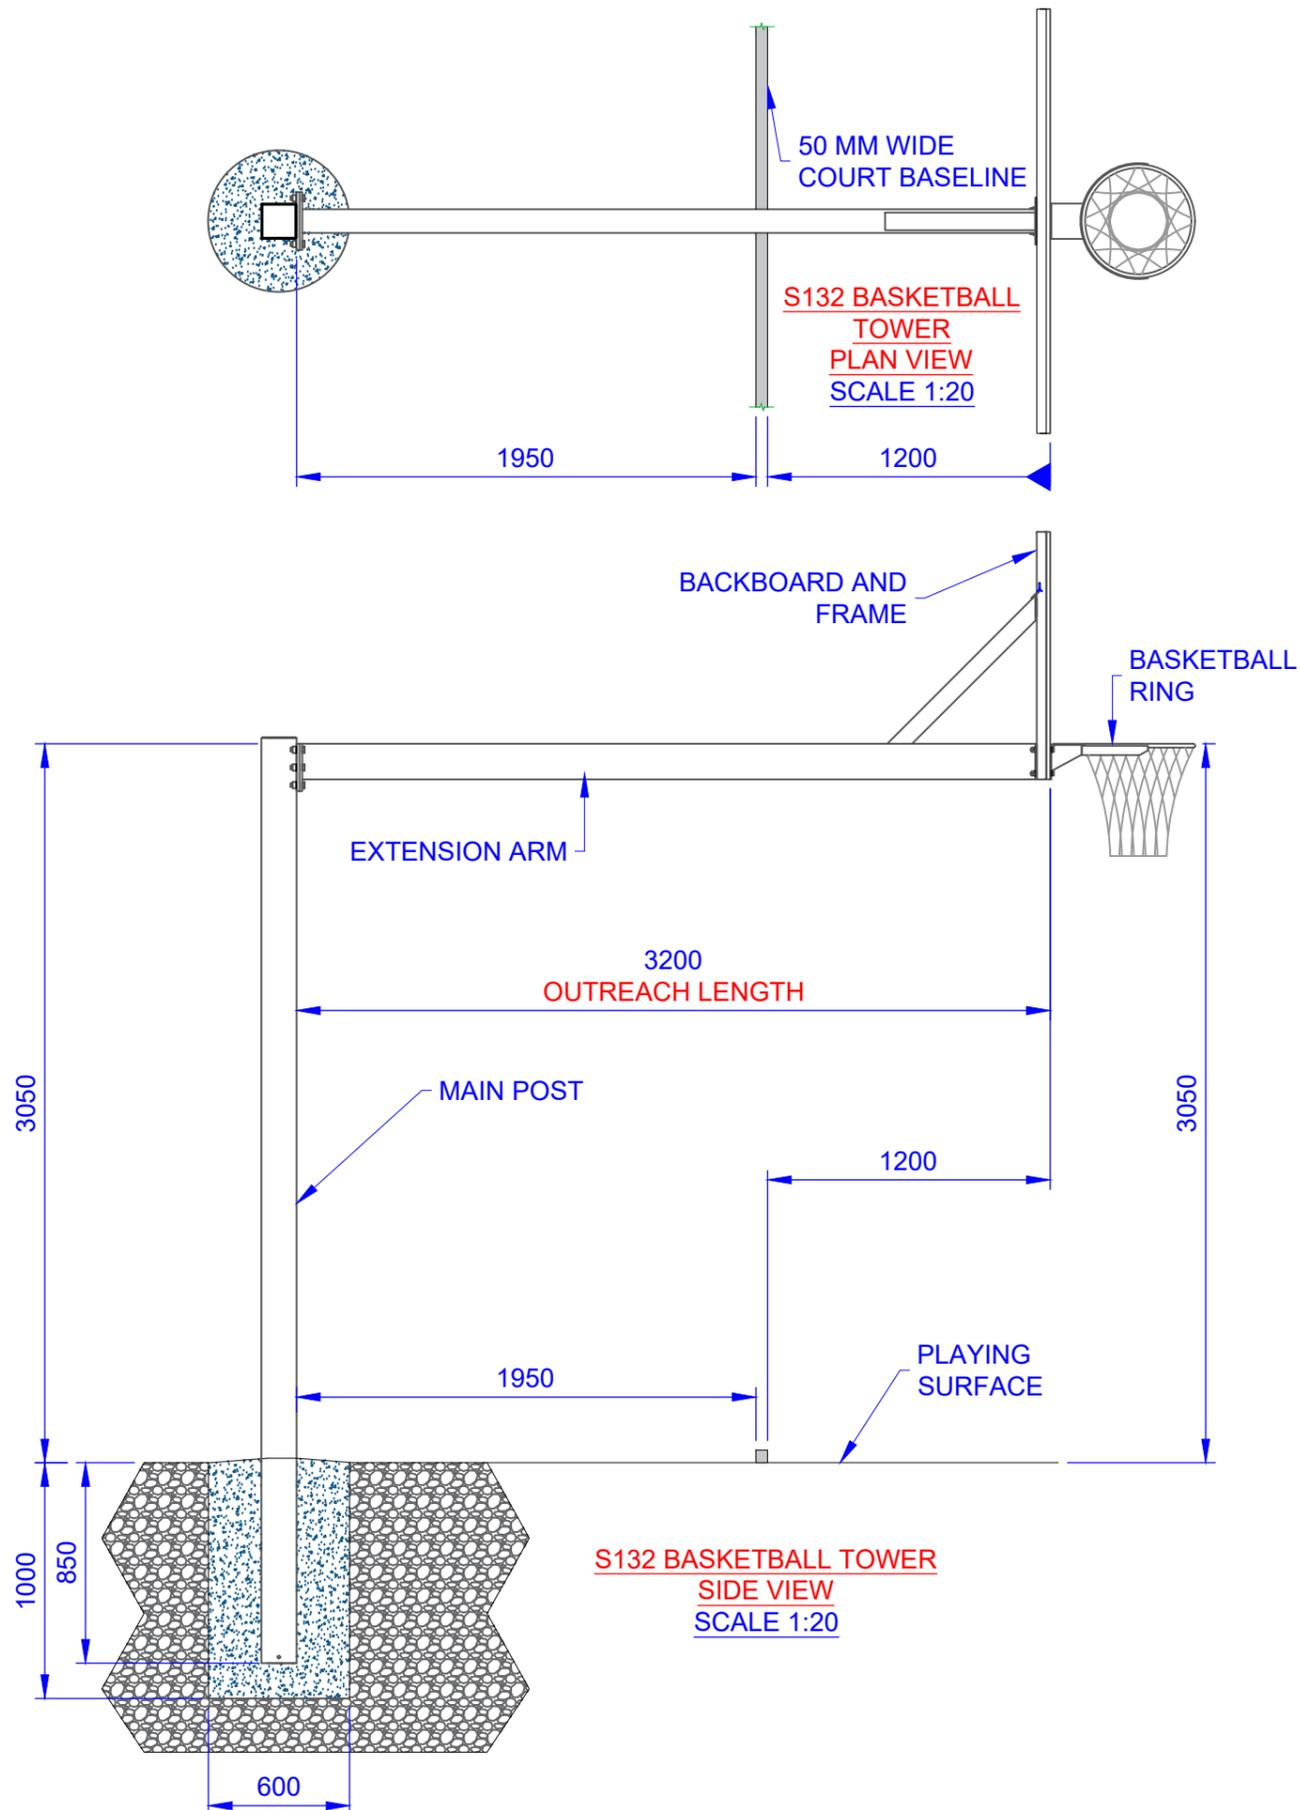 50 MM WIDE
COURT BASELINE
S132 BASKETBALL
TOWER
PLAN VIEW
SCALE 1:20
1950
1200
BACKBOARD AND
FRAME
BASKETBALL
RING
EXTENSION ARM
3200
OUTREACH LENGTH
3050
MAIN POST
3050
1200
PLAYING
SURFACE
1950
1000
850
S132 BASKETBALL TOWER
SIDE VIEW
SCALE 1:20
600